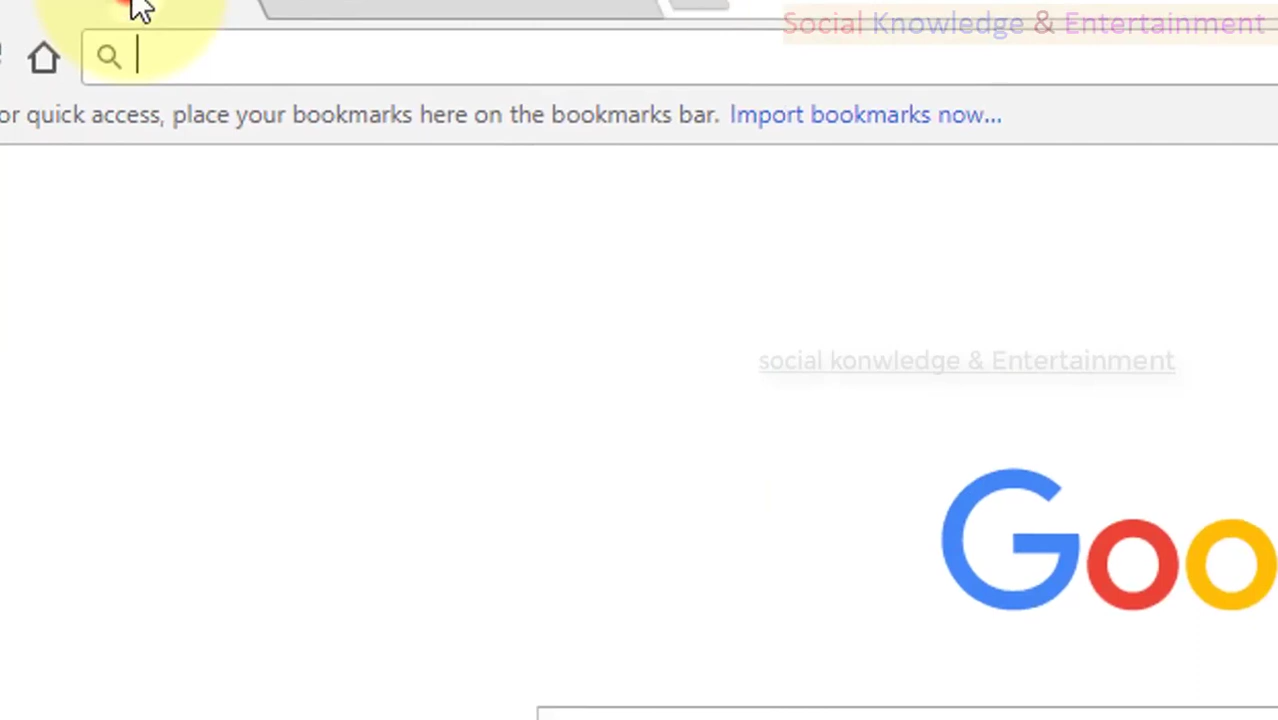 Social Knowledge & Entertainment
or quick access, place your bookmarks here on the bookmarks bar. Import bookmarks now...
social konwledge & Entertainment
Goo